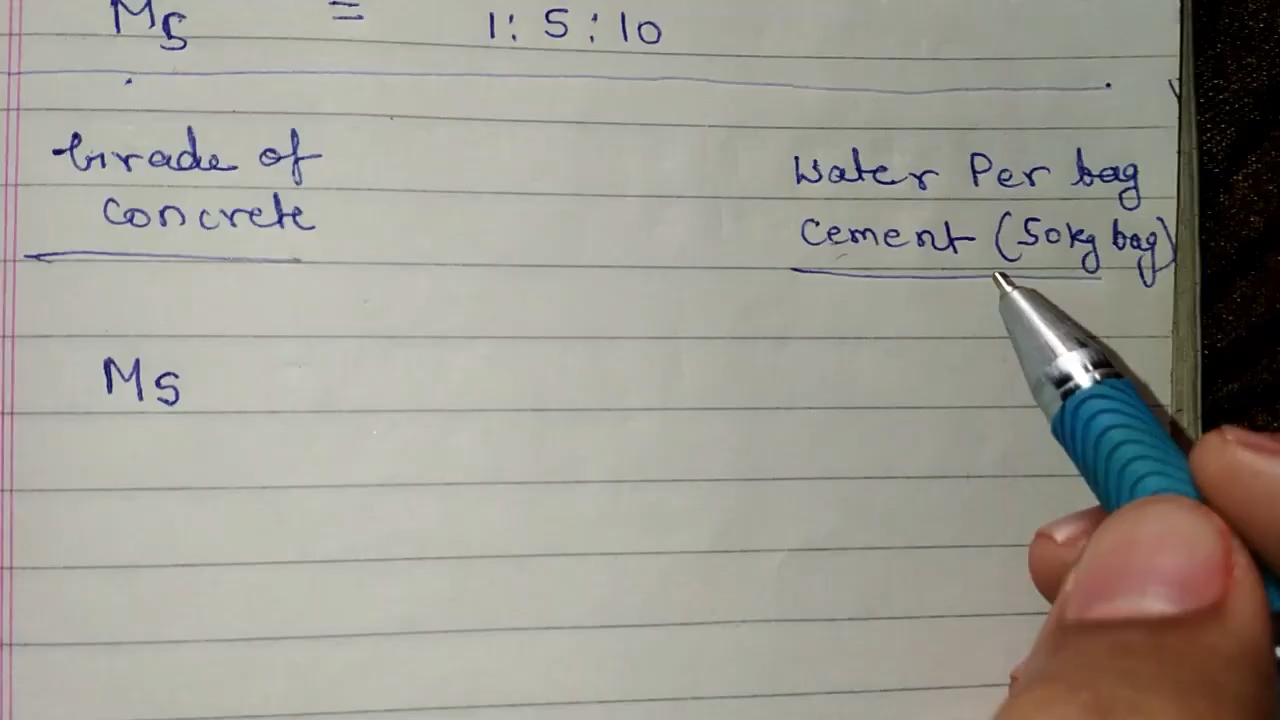 M5 = 1:5:10
Grade of
concrete
Water Per bag
cement (50kg bag)
M5